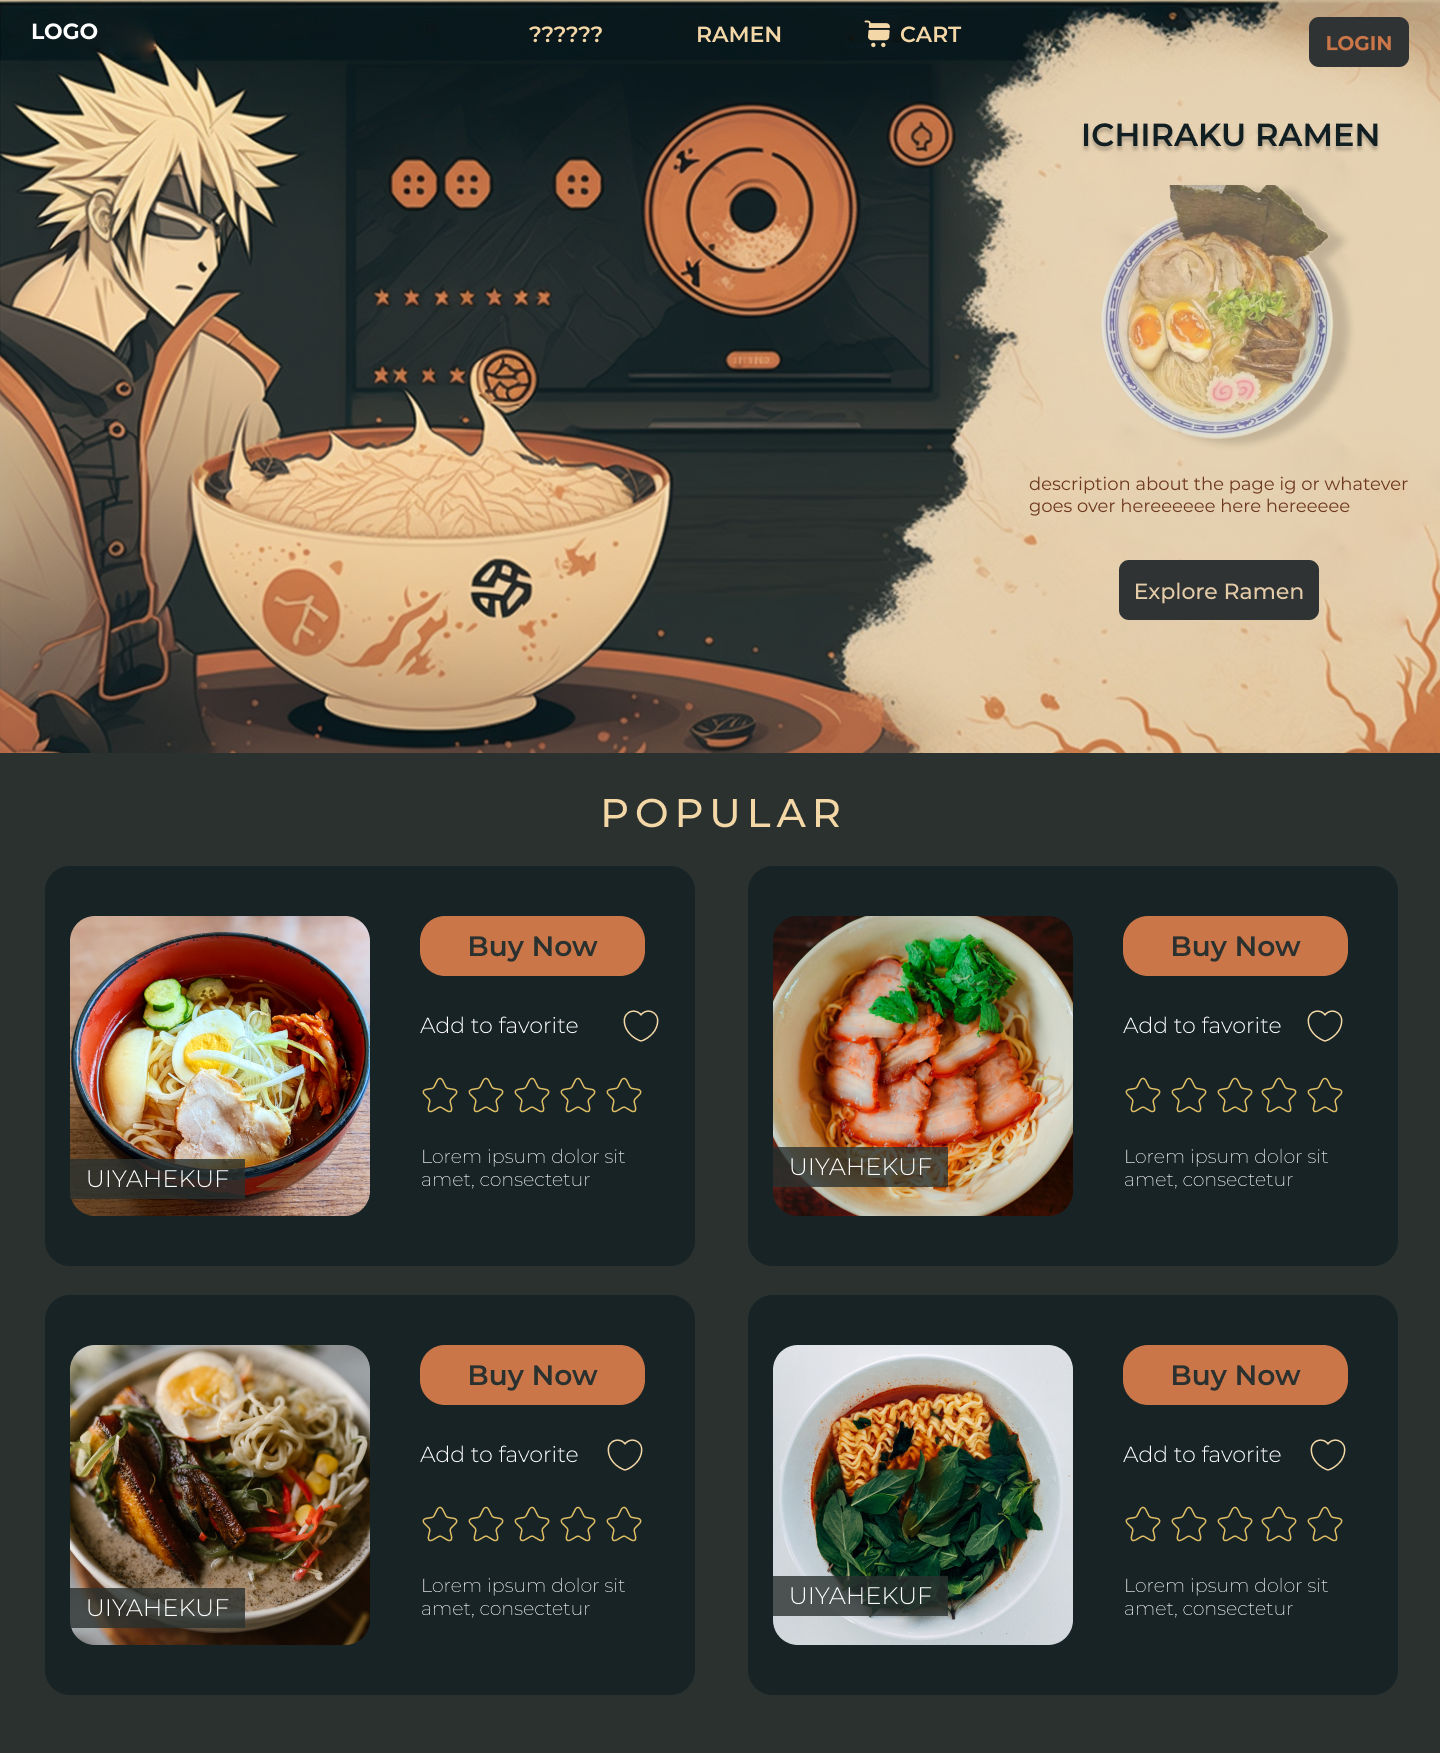 LOGO
??????
RAMEN
CART
LOGIN
ICHIRAKU RAMEN
description about the page ig or whatever
goes over hereeeeee here hereeeee
Explore Ramen
POPULAR
Buy Now
Add to favorite
Lorem ipsum dolor sit
amet, consectetur
UIYAHEKUF
Buy Now
Add to favorite
Lorem ipsum dolor sit
amet, consectetur
UIYAHEKUF
Buy Now
Add to favorite
Lorem ipsum dolor sit
amet, consectetur
UIYAHEKUF
Buy Now
Add to favorite
Lorem ipsum dolor sit
amet, consectetur
UIYAHEKUF